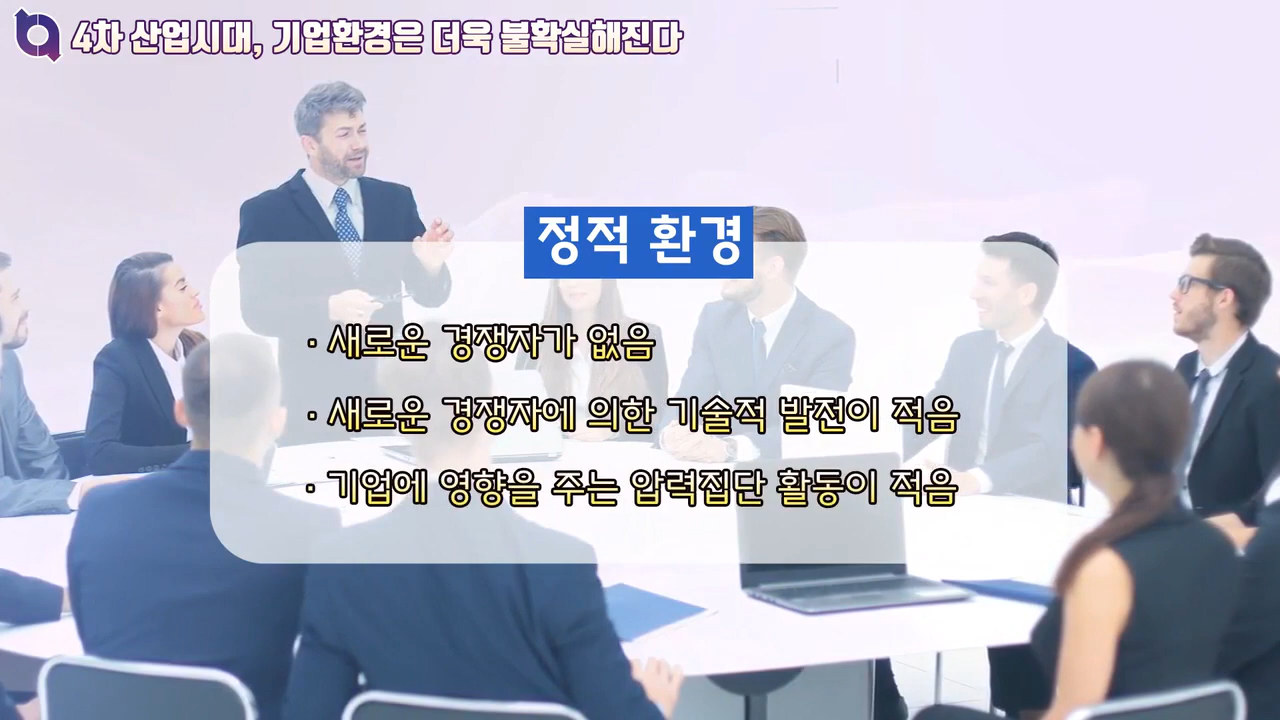 4차 산업시대, 기업환경은 더욱 불확실해진다
정적 환경
· 새로운 경쟁자가 없음
· 새로운 경쟁자에 의한 기술적 발전이 적음
· 기업에 영향을 주는 압력집단 활동이 적음